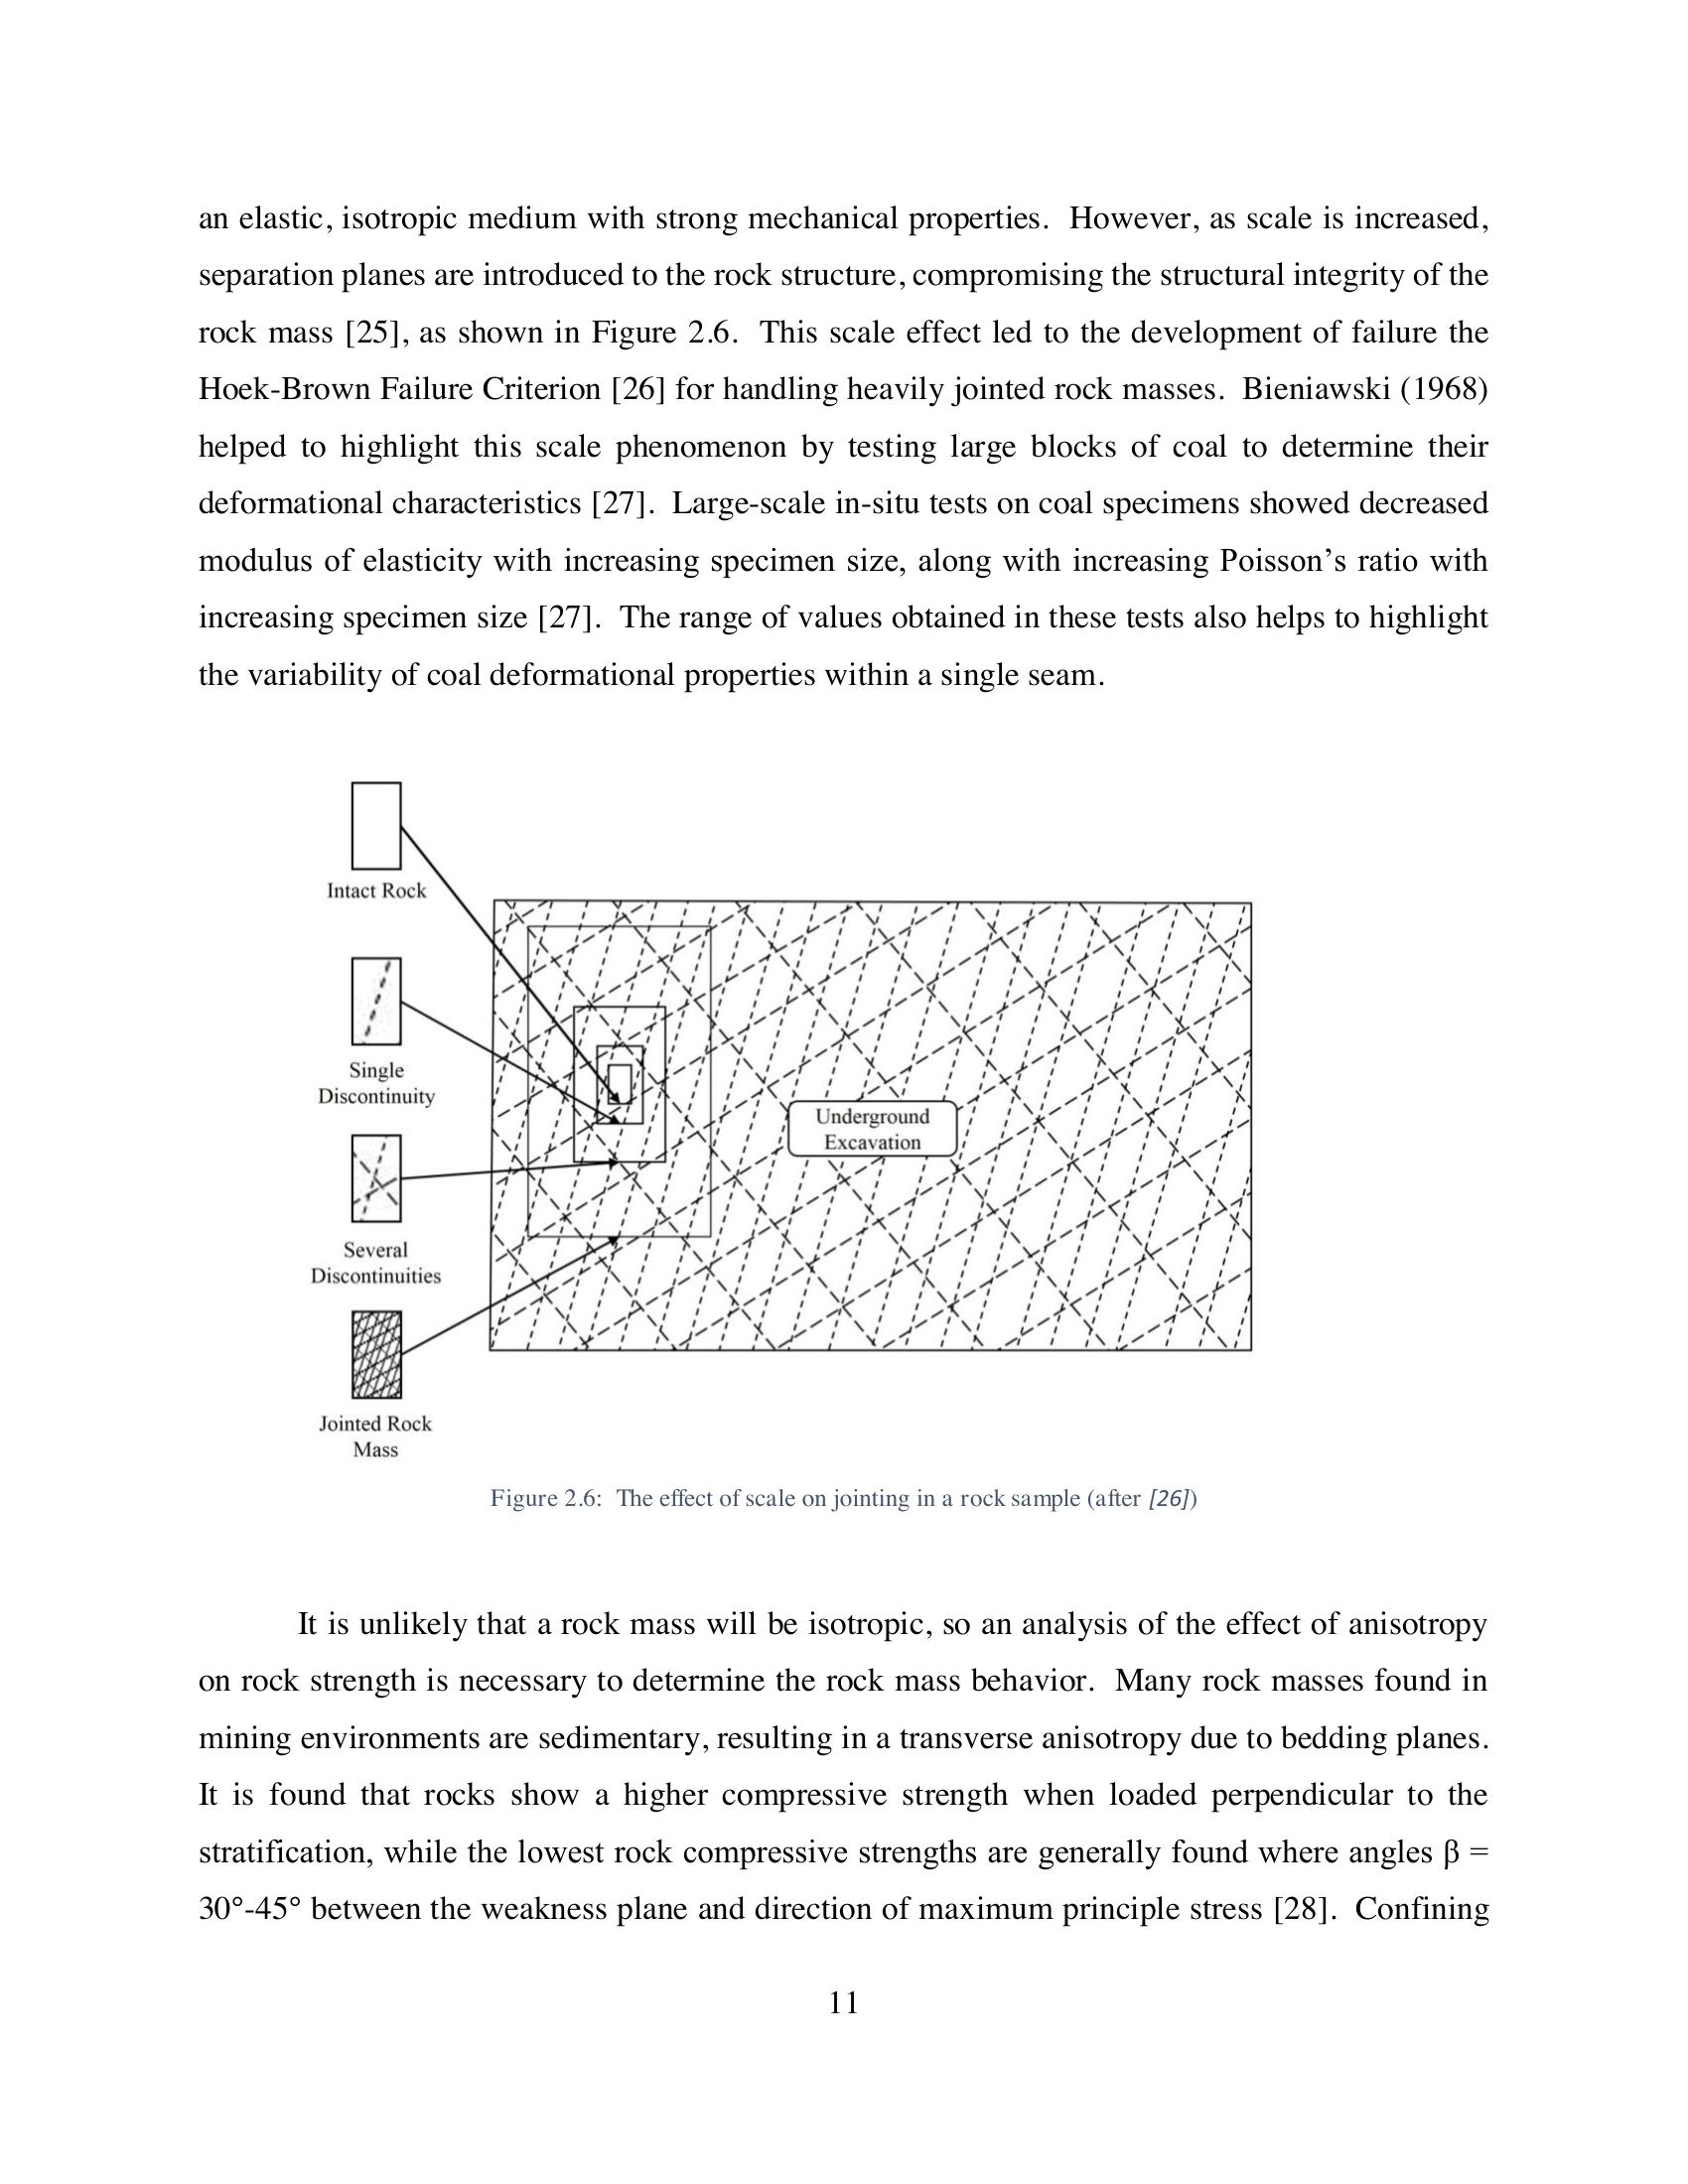 an elastic, isotropic medium with strong mechanical properties.  However, as scale is increased,
separation planes are introduced to the rock structure, compromising the structural integrity of the
rock mass [25], as shown in Figure 2.6.  This scale effect led to the development of failure the
Hoek-Brown Failure Criterion [26] for handling heavily jointed rock masses.  Bieniawski (1968)
helped to highlight this scale phenomenon by testing large blocks of coal to determine their
deformational characteristics [27].  Large-scale in-situ tests on coal specimens showed decreased
modulus of elasticity with increasing specimen size, along with increasing Poisson’s ratio with
increasing specimen size [27].  The range of values obtained in these tests also helps to highlight
the variability of coal deformational properties within a single seam.
Intact Rock
Single
Discontinuity
Several
Discontinuities
Jointed Rock
Mass
Underground
Excavation
Figure 2.6:  The effect of scale on jointing in a rock sample (after [26])
It is unlikely that a rock mass will be isotropic, so an analysis of the effect of anisotropy
on rock strength is necessary to determine the rock mass behavior.  Many rock masses found in
mining environments are sedimentary, resulting in a transverse anisotropy due to bedding planes.
It is found that rocks show a higher compressive strength when loaded perpendicular to the
stratification, while the lowest rock compressive strengths are generally found where angles β =
30°-45° between the weakness plane and direction of maximum principle stress [28].  Confining
11